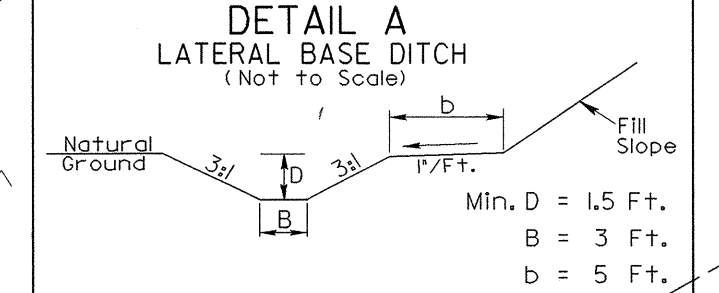 DETAIL A
LATERAL BASE DITCH
(Not to Scale)
b
Natural
Ground
3:1
D
3:1
1"/Ft.
Fill
Slope
B
Min. D = 1.5 Ft.
B = 3 Ft.
b = 5 Ft.